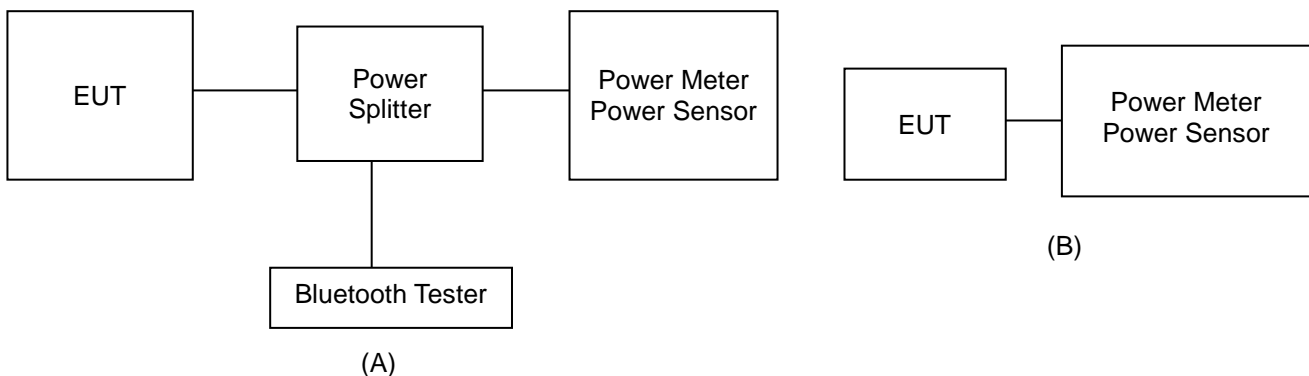 EUT
Power
Splitter
Power Meter
Power Sensor
Bluetooth Tester
(A)
EUT
Power Meter
Power Sensor
(B)